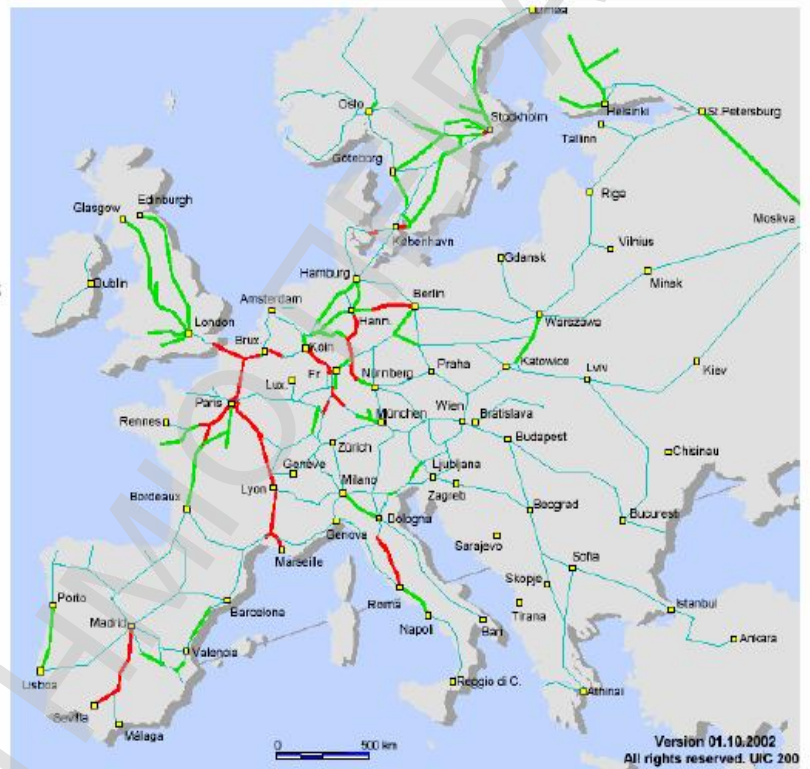 Oslo
Stockholm
Helsinki
St.Petersburg
Tallinn
Göteborg
Glasgow
Edinburgh
Riga
Moskva
København
Vilnius
Dublin
Gdansk
Minsk
Hamburg
Amsterdam
Berlin
London
Hann.
Warszawa
Brux
Köln
Fr
Praha
Katowice
Lviv
Kiev
Lux.
Nürnberg
Paris
Wien
Bratislava
Rennes
München
Budapest
Zürich
Chisinau
Genève
Ljubljana
Lyon
Milano
Zagreb
Bordeaux
Beograd
Bucuresti
Bologna
Genova
Sarajevo
Marseille
Sofia
Skopje
Porto
Roma
Istanbul
Barcelona
Tirana
Madrid
Napoli
Bari
Ankara
Valencia
Lisboa
Reggio di C.
Athinai
Sevilla
Málaga
0 500 km
Version 01.10.2002
All rights reserved. UIC 200